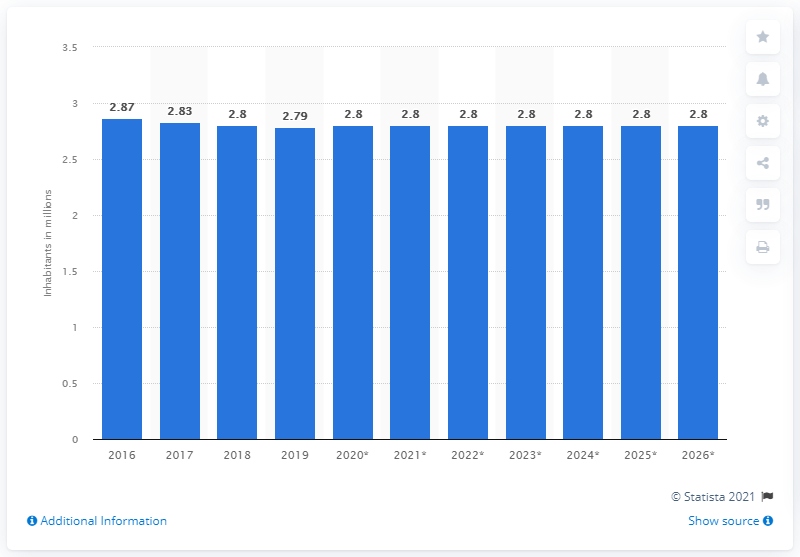 3.5
3
2.5
2
1.5
1
0.5
0
Inhabitants in millions
2.87 2.83 2.8 2.79 2.8 2.8 2.8 2.8 2.8 2.8 2.8
2016 2017 2018 2019 2020* 2021* 2022* 2023* 2024* 2025* 2026*
© Statista 2021
Additional Information Show source